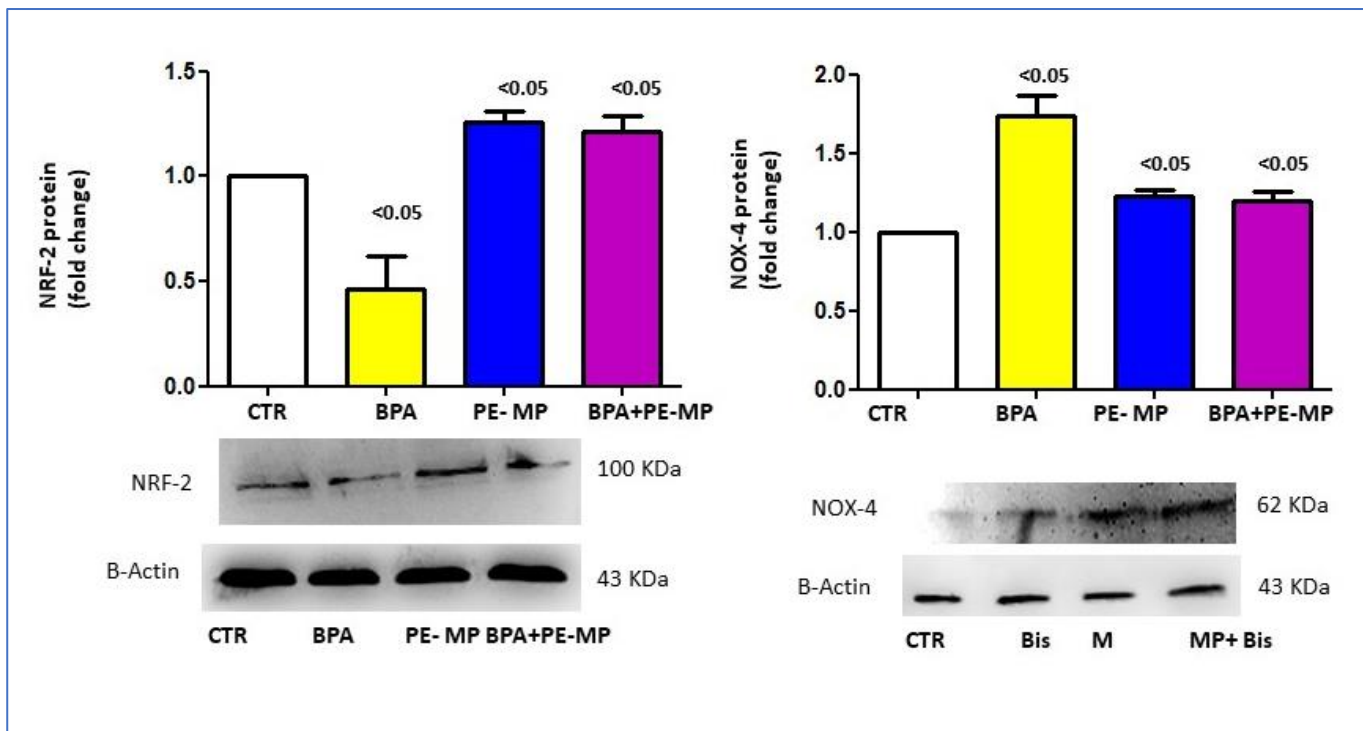 NRF-2 protein
(fold change)
1.5
1.0
0.5
0.0
<0.05
<0.05
<0.05
CTR BPA PE- MP BPA+PE-MP
NRF-2 100 KDa
B-Actin 43 KDa
CTR BPA PE- MP BPA+PE-MP
NOX-4 protein
(fold change)
2.0
1.5
1.0
0.5
0.0
<0.05
<0.05
<0.05
CTR BPA PE- MP BPA+PE-MP
NOX-4 62 KDa
B-Actin 43 KDa
CTR Bis M MP+ Bis